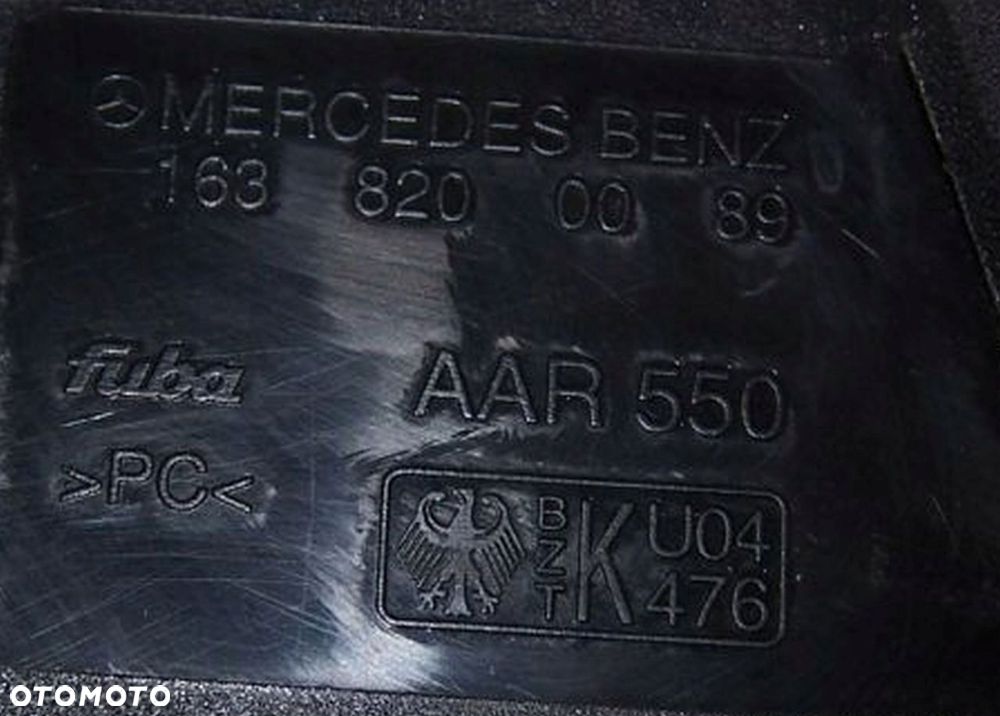 MERCEDES BENZ
163 820 00 89
fuba
AAR 550
>PC<
BZT K U04 476
OTOMOTO